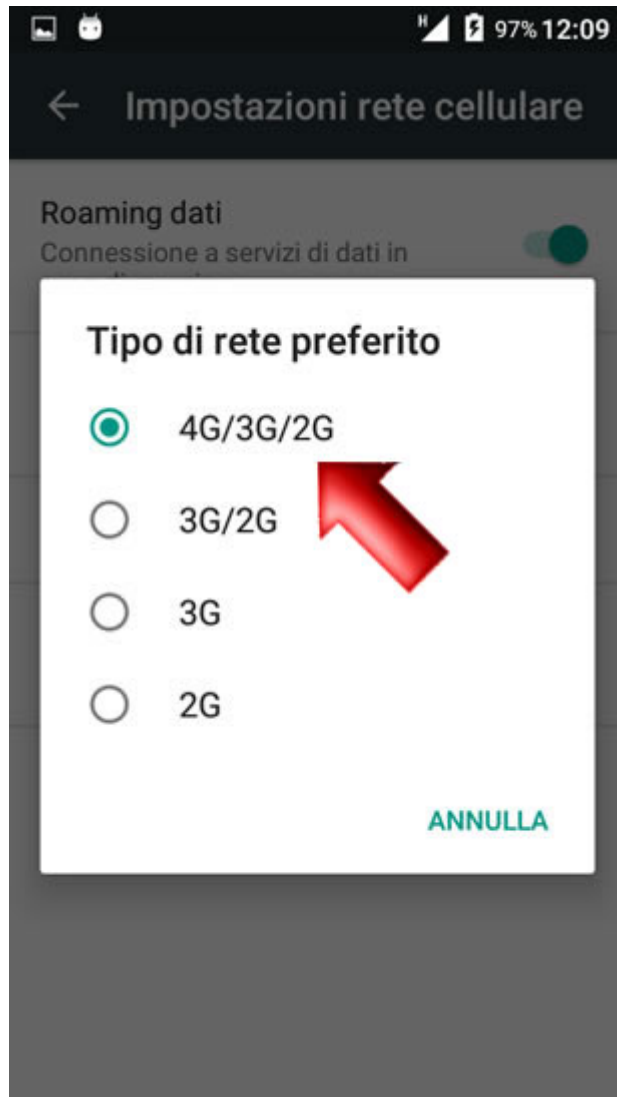 H 97% 12:09
Impostazioni rete cellulare
Roaming dati
Connessione a servizi di dati in
Tipo di rete preferito
4G/3G/2G
3G/2G
3G
2G
ANNULLA